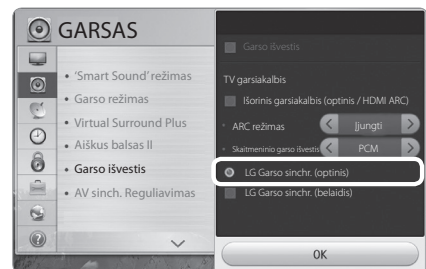 GARSAS
• 'Smart Sound' režimas
• Garso režimas
• Virtual Surround Plus
• Aiškus balsas II
• Garso išvestis
• AV sinch. Reguliavimas
Garso išvestis
TV garsiakalbis
Išorinis garsiakalbis (optinis / HDMI ARC)
• ARC režimas Įjungti
• Skaitmeninio garso išvestis PCM
LG Garso sinchr. (optinis)
LG Garso sinchr. (belaidis)
OK